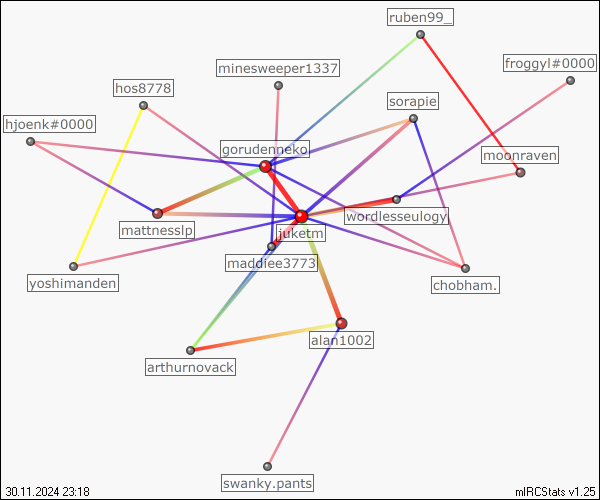 ruben99_
minesweeper1337
froggyl#0000
hos8778
sorapie
hjoenk#0000
gorudenneko
moonraven
mattnesslp
wordlesseulogy
juketm
maddiee3773
yoshimanden
chobham.
alan1002
arthurnovack
swanky.pants
30.11.2024 23:18
mIRCStats v1.25